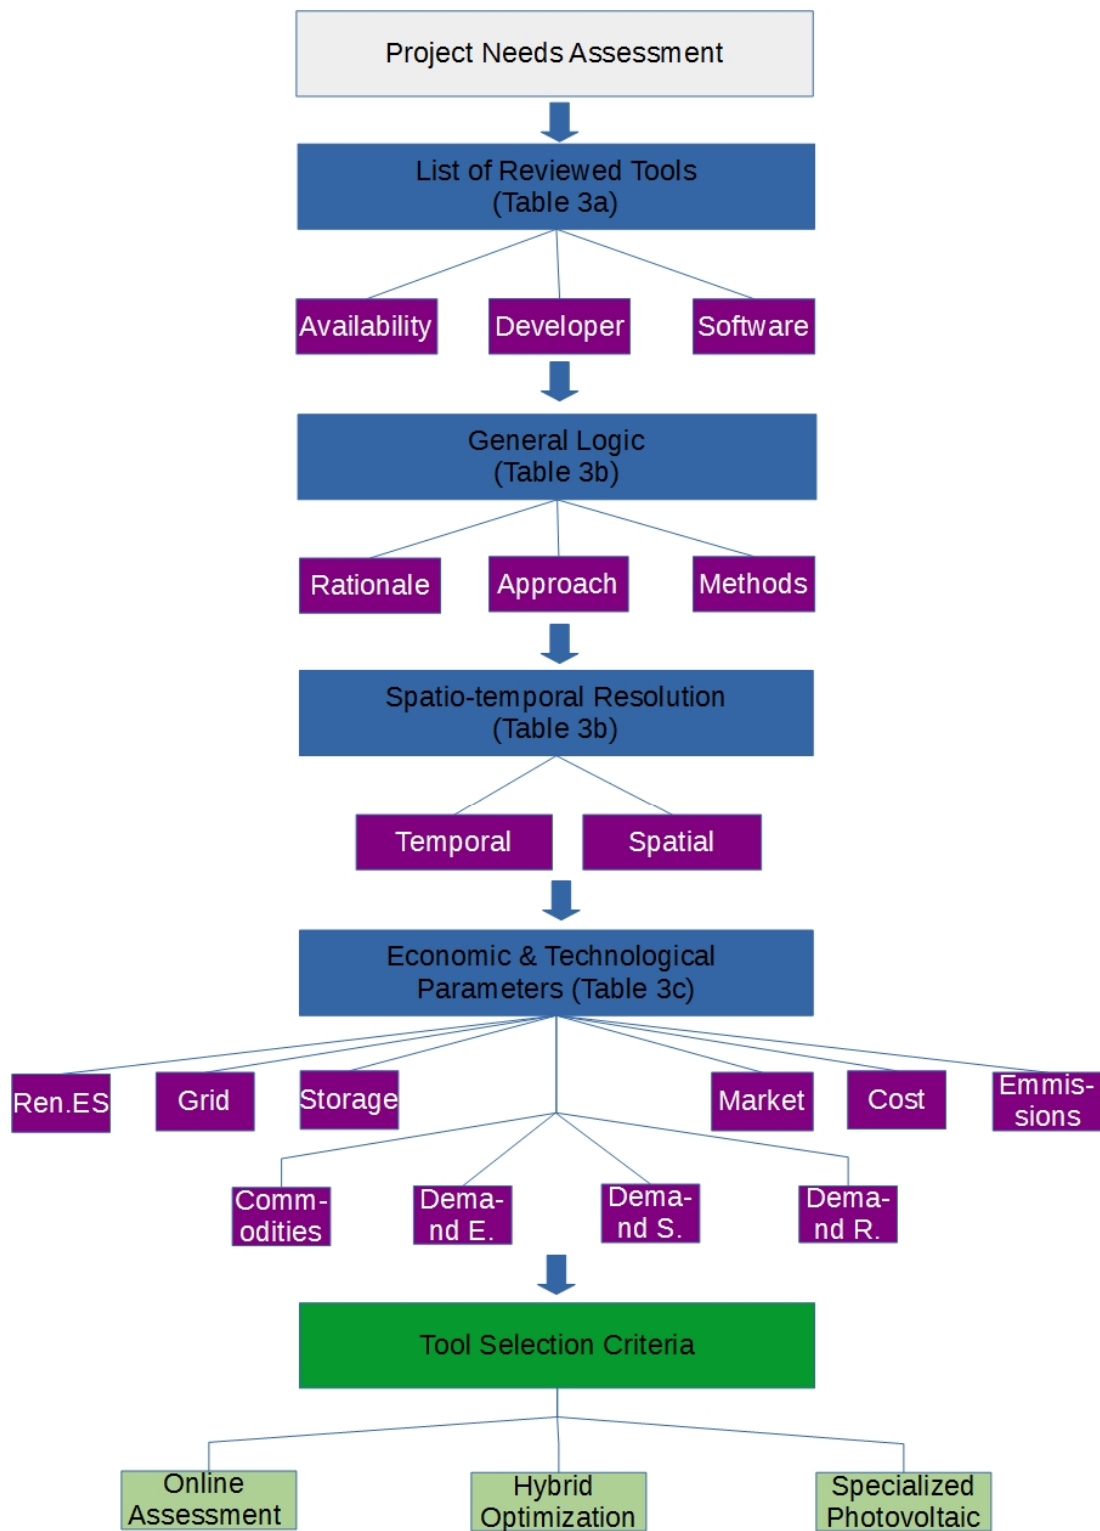 Project Needs Assessment
List of Reviewed Tools
(Table 3a)
Availability
Developer
Software
General Logic
(Table 3b)
Rationale
Approach
Methods
Spatio-temporal Resolution
(Table 3b)
Temporal
Spatial
Economic & Technological
Parameters (Table 3c)
Ren.ES
Grid
Storage
Market
Cost
Emmis-
sions
Comm-
odities
Dema-
nd E.
Dema-
nd S.
Dema-
nd R.
Tool Selection Criteria
Online
Assessment
Hybrid
Optimization
Specialized
Photovoltaic